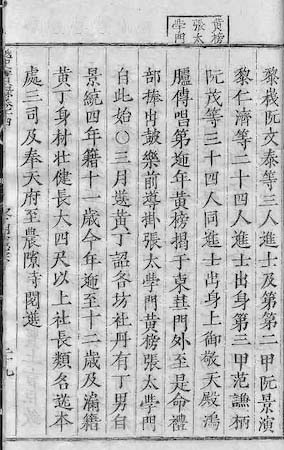 黃榜
張太
學門
黎嶘阮文泰等三人進士及第第二甲阮景演
黎仁濟等二十四人進士出身第三甲范謙柄
阮茂等三十四人同進士出身上御敬天殿鴻
臚傳唱第逓年黃榜揭于東華門外至是命禮
部捧出鼓樂前導掛張太學門黃榜張太學門
自此始○三月送黃丁詔各坊社冊有丁男自
景統四年籍十一歲今年逓至十二歲及漏籍
黃丁身材壯健長大四尺以上社長類名送本
處三司及奉天府至農隙寺閱選